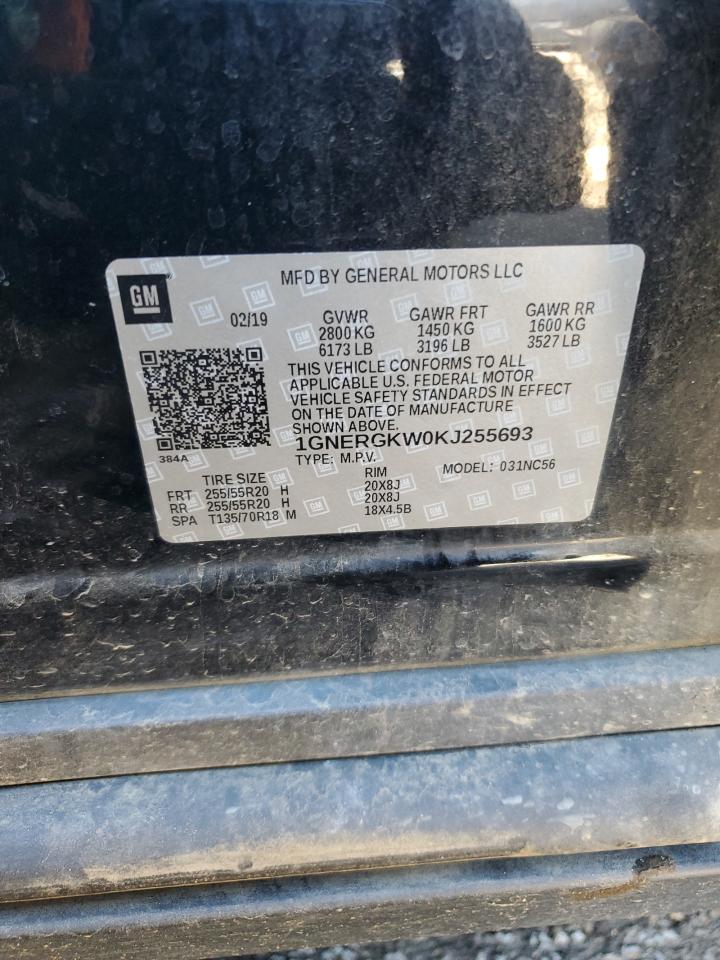 GM
MFD BY GENERAL MOTORS LLC
02/19
GVWR GAWR FRT GAWR RR
2800 KG 1450 KG 1600 KG
6173 LB 3196 LB 3527 LB
THIS VEHICLE CONFORMS TO ALL
APPLICABLE U.S. FEDERAL MOTOR
VEHICLE SAFETY STANDARDS IN EFFECT
ON THE DATE OF MANUFACTURE
SHOWN ABOVE.
1GNERGKW0KJ255693
384A
TYPE: M.P.V. MODEL: 031NC56
TIRE SIZE RIM
FRT 255/55R20 H 20X8J
RR 255/55R20 H 20X8J
SPA T135/70R18 M 18X4.5B